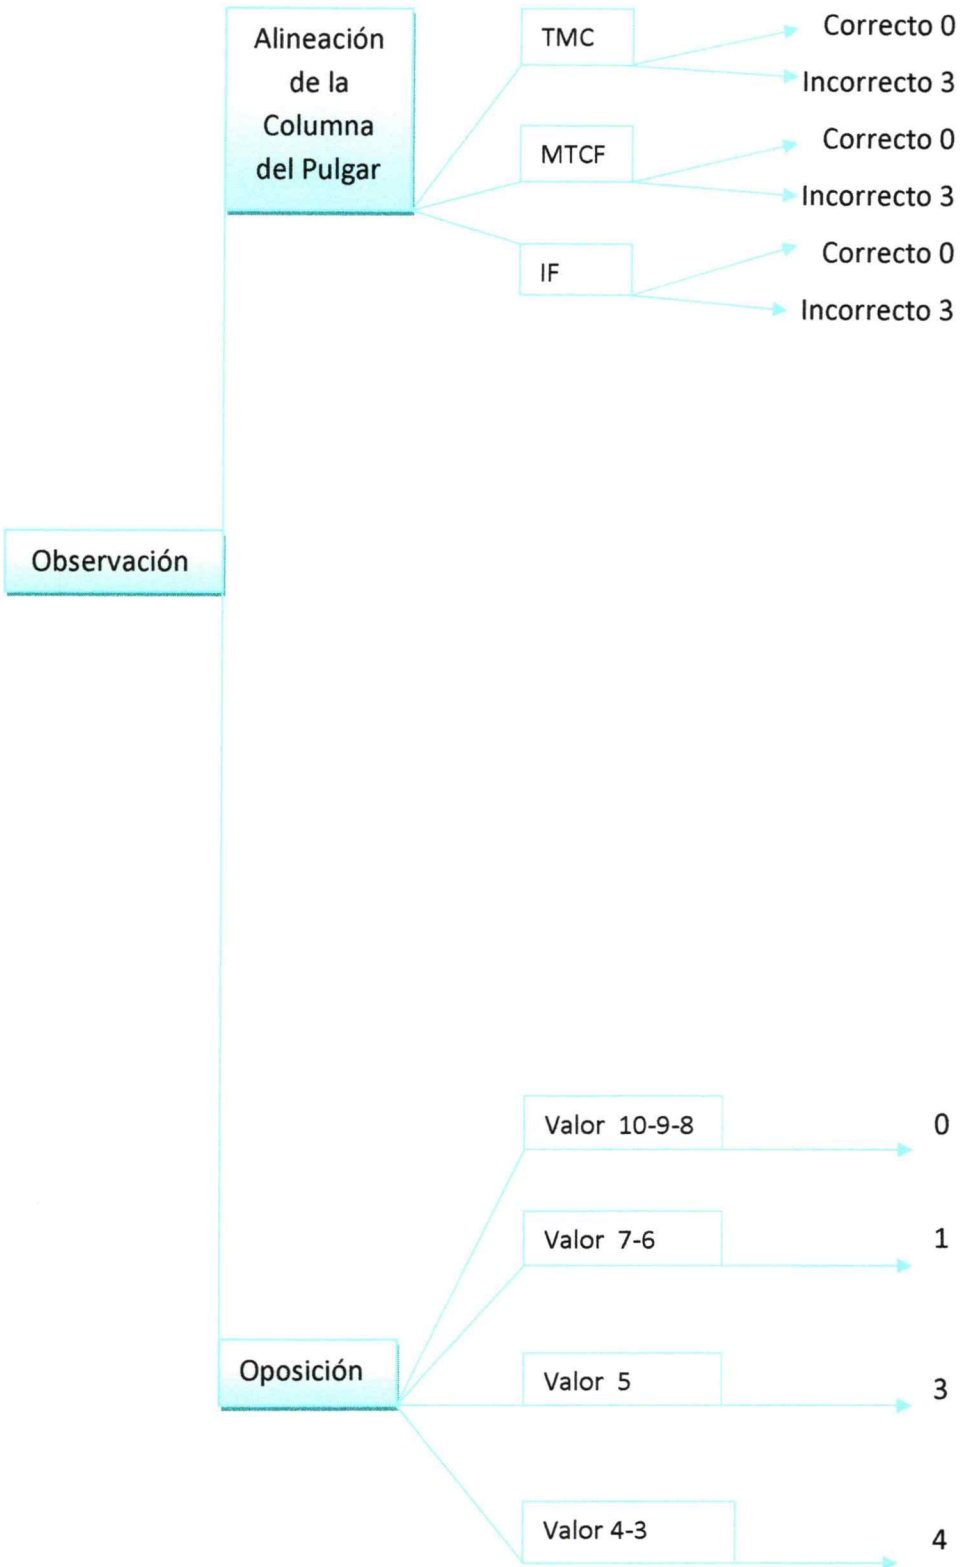 Alineación
de la
Columna
del Pulgar
TMC
Correcto 0
Incorrecto 3
MTCF
Correcto 0
Incorrecto 3
IF
Correcto 0
Incorrecto 3
Observación
Valor 10-9-8
0
Valor 7-6
1
Oposición
Valor 5
3
Valor 4-3
4